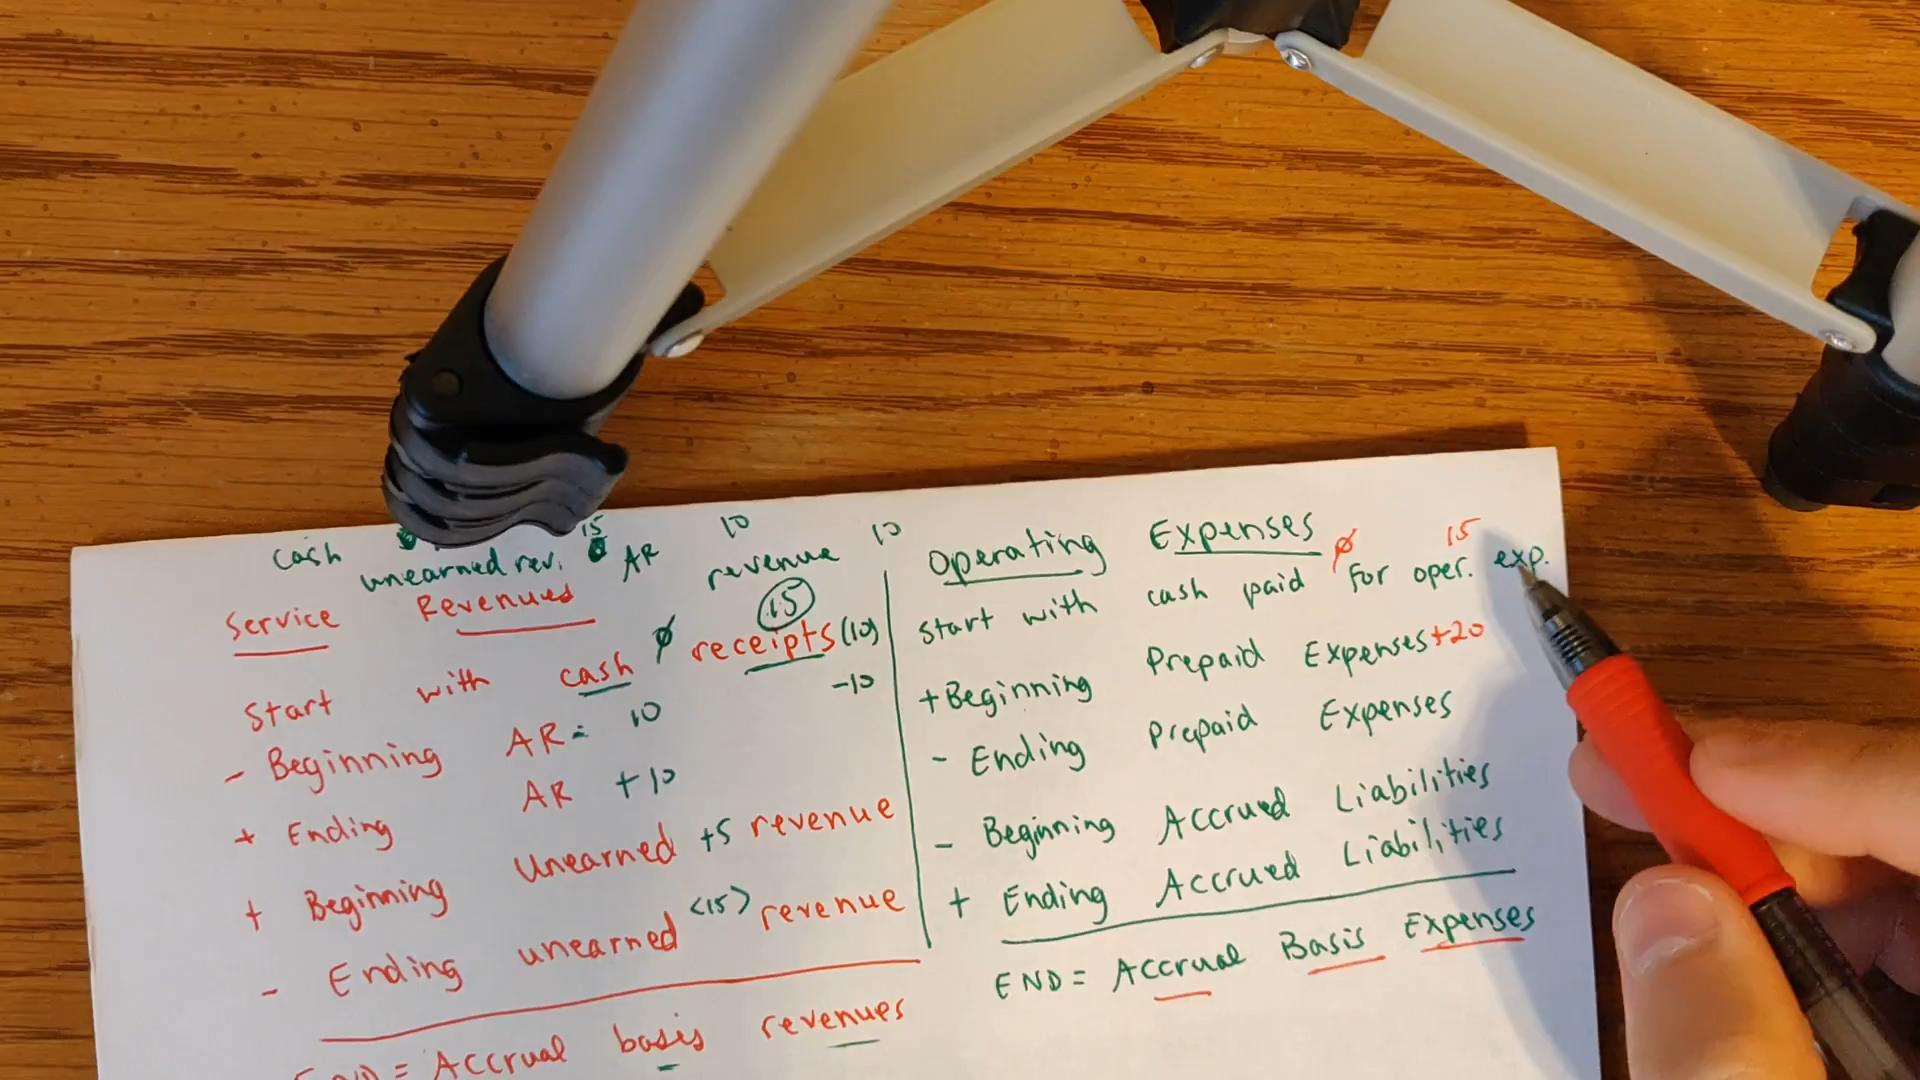 15 10 10
cash unearned rev. AR revenue
Service Revenues
15
Start with cash ∅ receipts (10)
-10
- Beginning AR = 10
+ Ending AR +10
+ Beginning Unearned +5 revenue
- Ending unearned <15> revenue
END = Accrual basis revenues
Operating Expenses
∅ 15
Start with cash paid for oper. exp.
+ Beginning Prepaid Expenses +20
- Ending Prepaid Expenses
- Beginning Accrued Liabilities
+ Ending Accrued Liabilities
END = Accrual Basis Expenses